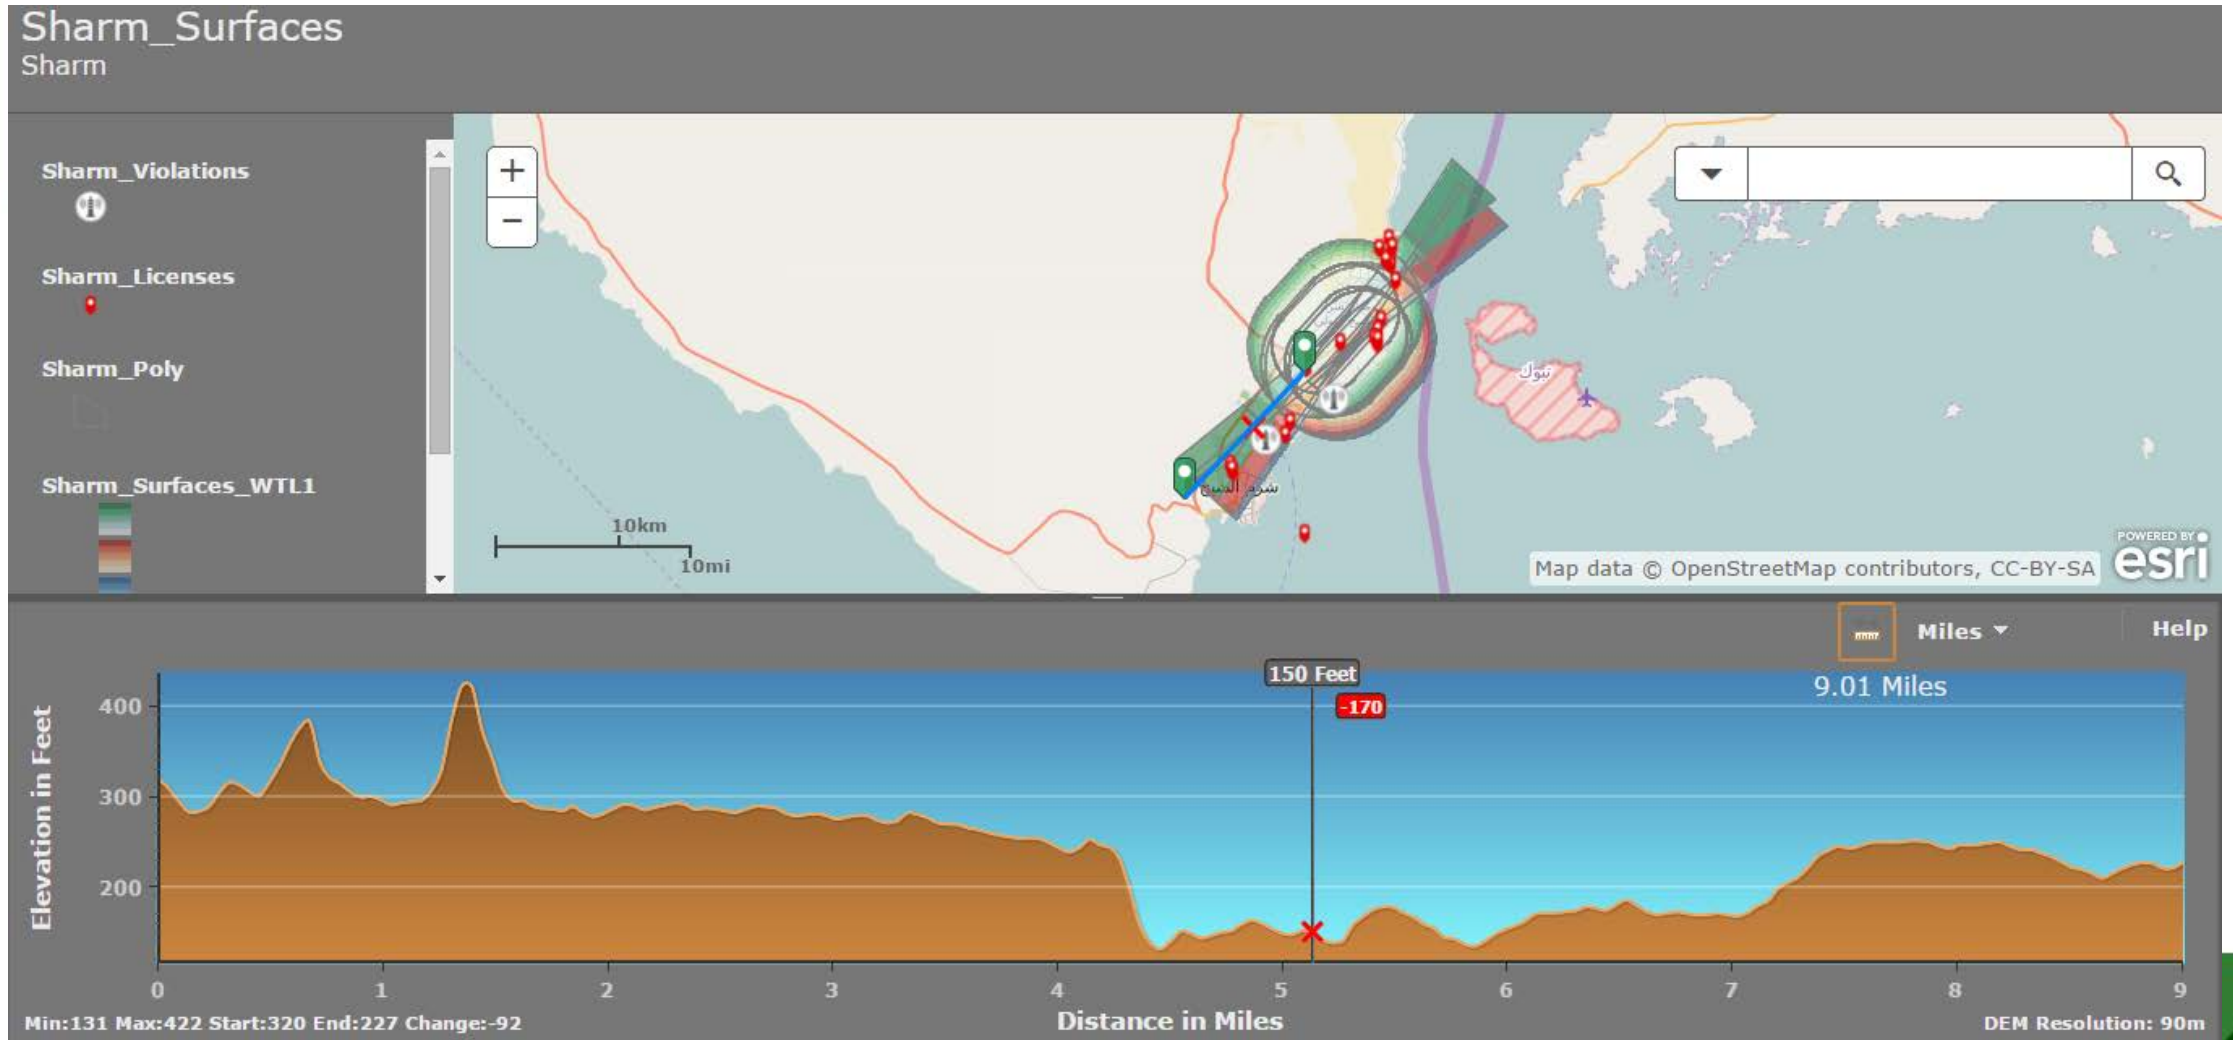 Sharm_Surfaces
Sharm
Sharm_Violations
Sharm_Licenses
Sharm_Poly
Sharm_Surfaces_WTL1
+
−
تبوك
شرم الشيخ
10km
10mi
Map data © OpenStreetMap contributors, CC-BY-SA
POWERED BY
esri
Miles
Help
150 Feet
-170
9.01 Miles
Elevation in Feet
400
300
200
0 1 2 3 4 5 6 7 8 9
Min:131 Max:422 Start:320 End:227 Change:-92
Distance in Miles
DEM Resolution: 90m